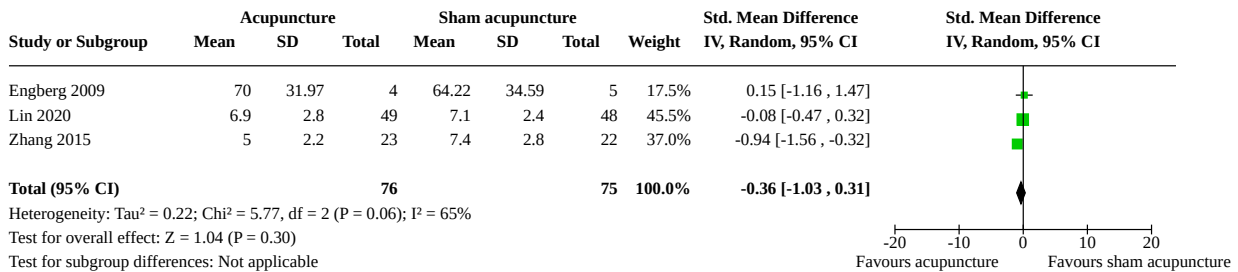 Acupuncture Sham acupuncture Std. Mean Difference Std. Mean Difference
Study or Subgroup Mean SD Total Mean SD Total Weight IV, Random, 95% CI IV, Random, 95% CI
Engberg 2009 70 31.97 4 64.22 34.59 5 17.5% 0.15 [-1.16 , 1.47]
Lin 2020 6.9 2.8 49 7.1 2.4 48 45.5% -0.08 [-0.47 , 0.32]
Zhang 2015 5 2.2 23 7.4 2.8 22 37.0% -0.94 [-1.56 , -0.32]
Total (95% CI) 76 75 100.0% -0.36 [-1.03 , 0.31]
Heterogeneity: Tau² = 0.22; Chi² = 5.77, df = 2 (P = 0.06); I² = 65%
Test for overall effect: Z = 1.04 (P = 0.30)
Test for subgroup differences: Not applicable
-20 -10 0 10 20
Favours acupuncture Favours sham acupuncture